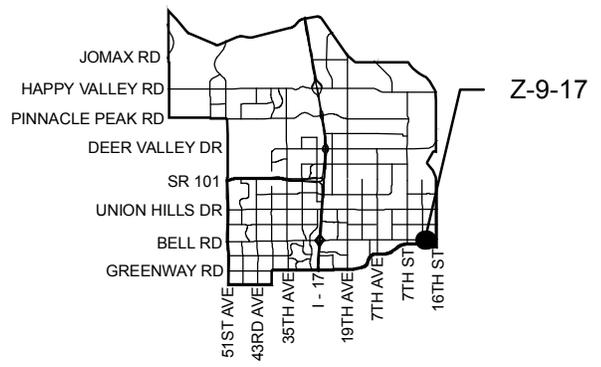 JOMAX RD
HAPPY VALLEY RD
Z-9-17
PINNACLE PEAK RD
DEER VALLEY DR
SR 101
UNION HILLS DR
BELL RD
GREENWAY RD
51ST AVE
43RD AVE
35TH AVE
I - 17
19TH AVE
7TH AVE
7TH ST
16TH ST